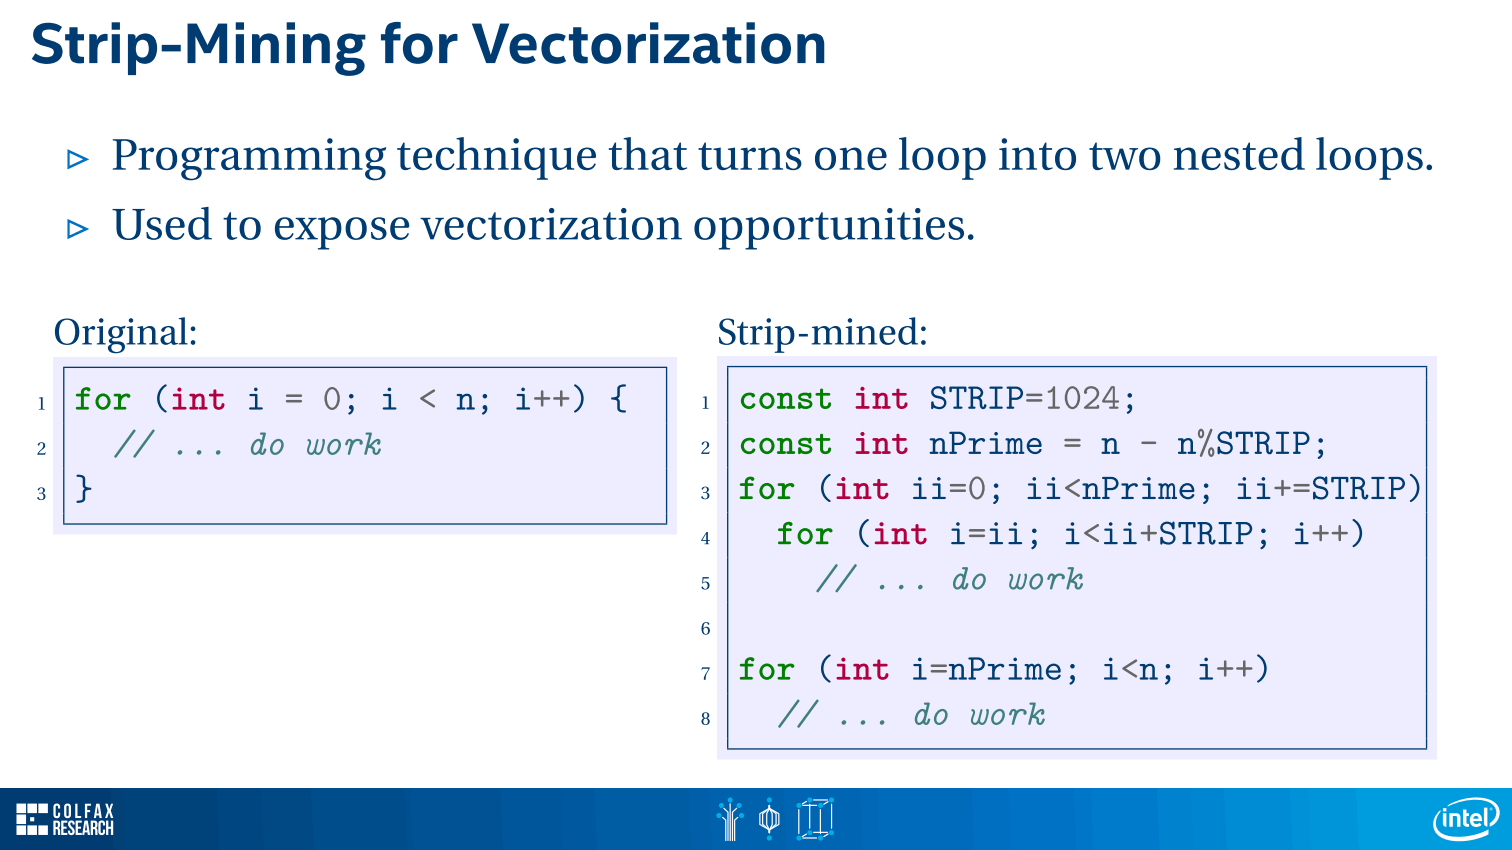 Strip-Mining for Vectorization
▷ Programming technique that turns one loop into two nested loops.
▷ Used to expose vectorization opportunities.
Original:
1 for (int i = 0; i < n; i++) {
2   // ... do work
3 }
Strip-mined:
1 const int STRIP=1024;
2 const int nPrime = n - n%STRIP;
3 for (int ii=0; ii<nPrime; ii+=STRIP)
4   for (int i=ii; i<ii+STRIP; i++)
5     // ... do work
6
7 for (int i=nPrime; i<n; i++)
8   // ... do work
COLFAX
RESEARCH
intel